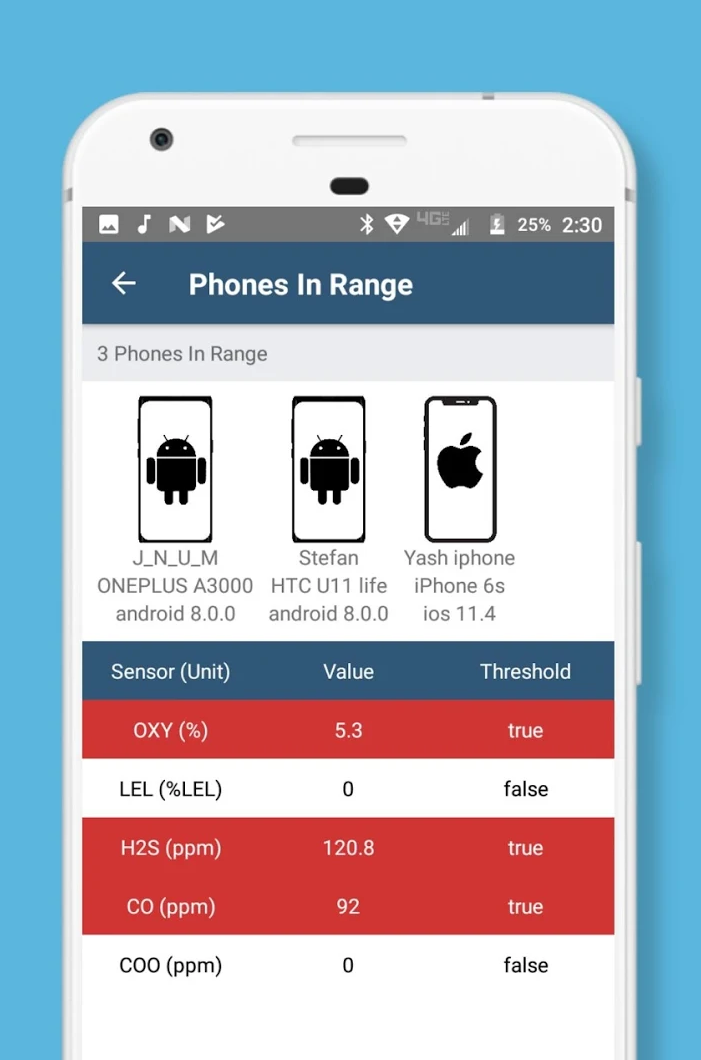 4G LTE 25% 2:30
Phones In Range
3 Phones In Range
J_N_U_M Stefan Yash iphone
ONEPLUS A3000 HTC U11 life iPhone 6s
android 8.0.0 android 8.0.0 ios 11.4
Sensor (Unit) Value Threshold
OXY (%) 5.3 true
LEL (%LEL) 0 false
H2S (ppm) 120.8 true
CO (ppm) 92 true
COO (ppm) 0 false